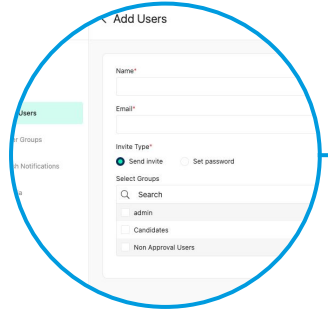 Add Users
Name*
Email*
Users
Invite Type*
Groups
Send invite
Set password
Notifications
Select Groups
Search
admin
Candidates
Non Approval Users